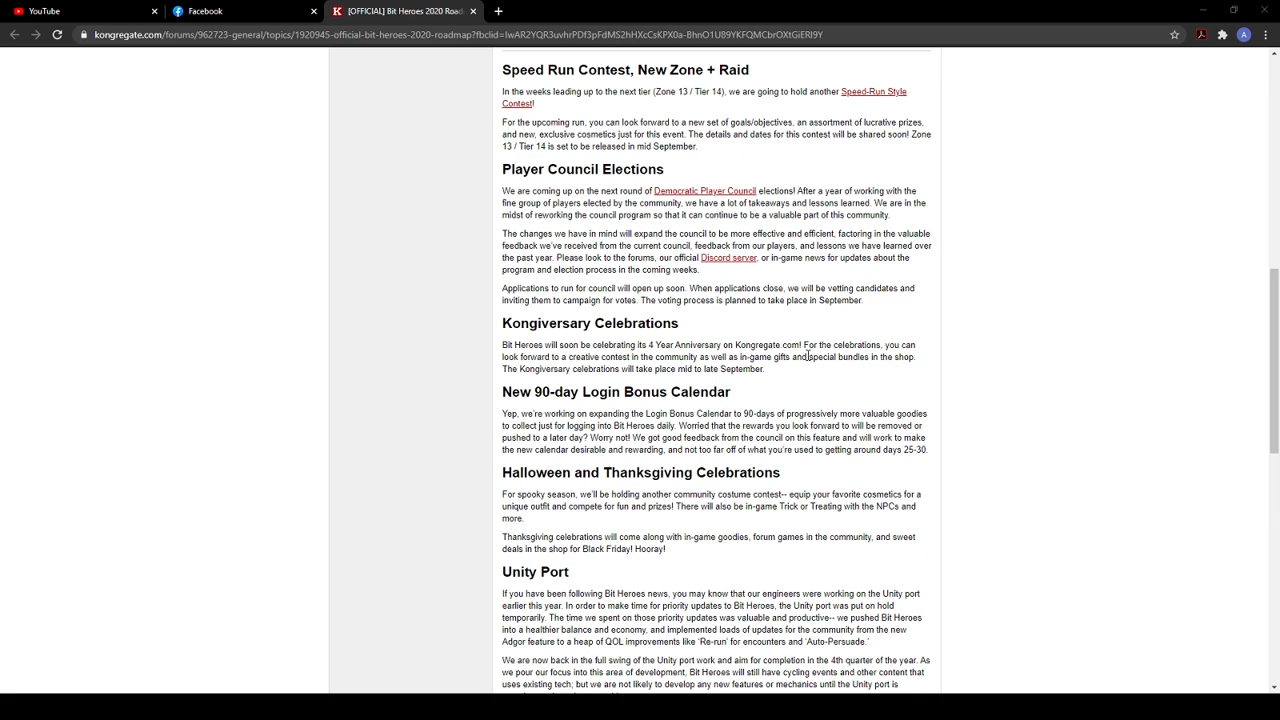 YouTube
Facebook
[OFFICIAL] Bit Heroes 2020 Road
kongregate.com/forums/962723-general/topics/1920945-official-bit-heroes-2020-roadmap?fbclid=IwAR2YQR3uvhrPDf3pFdMS2hHXcCsKPX0a-BhnO1U89YKFQMCbrOXtGiERI9Y
A
Speed Run Contest, New Zone + Raid
In the weeks leading up to the next tier (Zone 13 / Tier 14), we are going to hold another Speed-Run Style
Contest!
For the upcoming run, you can look forward to a new set of goals/objectives, an assortment of lucrative prizes,
and new, exclusive cosmetics just for this event. The details and dates for this contest will be shared soon! Zone
13 / Tier 14 is set to be released in mid September.
Player Council Elections
We are coming up on the next round of Democratic Player Council elections! After a year of working with the
fine group of players elected by the community, we have a lot of takeaways and lessons learned. We are in the
midst of reworking the council program so that it can continue to be a valuable part of this community.
The changes we have in mind will expand the council to be more effective and efficient, factoring in the valuable
feedback we've received from the current council, feedback from our players, and lessons we have learned over
the past year. Please look to the forums, our official Discord server, or in-game news for updates about the
program and election process in the coming weeks.
Applications to run for council will open up soon. When applications close, we will be vetting candidates and
inviting them to campaign for votes. The voting process is planned to take place in September.
Kongiversary Celebrations
Bit Heroes will soon be celebrating its 4 Year Anniversary on Kongregate.com! For the celebrations, you can
look forward to a creative contest in the community as well as in-game gifts and special bundles in the shop.
The Kongiversary celebrations will take place mid to late September.
New 90-day Login Bonus Calendar
Yep, we're working on expanding the Login Bonus Calendar to 90-days of progressively more valuable goodies
to collect just for logging into Bit Heroes daily. Worried that the rewards you look forward to will be removed or
pushed to a later day? Worry not! We got good feedback from the council on this feature and will work to make
the new calendar desirable and rewarding, and not too far off of what you're used to getting around days 25-30.
Halloween and Thanksgiving Celebrations
For spooky season, we'll be holding another community costume contest-- equip your favorite cosmetics for a
unique outfit and compete for fun and prizes! There will also be in-game Trick or Treating with the NPCs and
more.
Thanksgiving celebrations will come along with in-game goodies, forum games in the community, and sweet
deals in the shop for Black Friday! Hooray!
Unity Port
If you have been following Bit Heroes news, you may know that our engineers were working on the Unity port
earlier this year. In order to make time for priority updates to Bit Heroes, the Unity port was put on hold
temporarily. The time we spent on those priority updates was valuable and productive-- we pushed Bit Heroes
into a healthier balance and economy, and implemented loads of updates for the community from the new
Adgor feature to a heap of QOL improvements like 'Re-run' for encounters and 'Auto-Persuade.'
We are now back in the full swing of the Unity port work and aim for completion in the 4th quarter of the year. As
we pour our focus into this area of development, Bit Heroes will still have cycling events and other content that
uses existing tech; but we are not likely to develop any new features or mechanics until the Unity port is